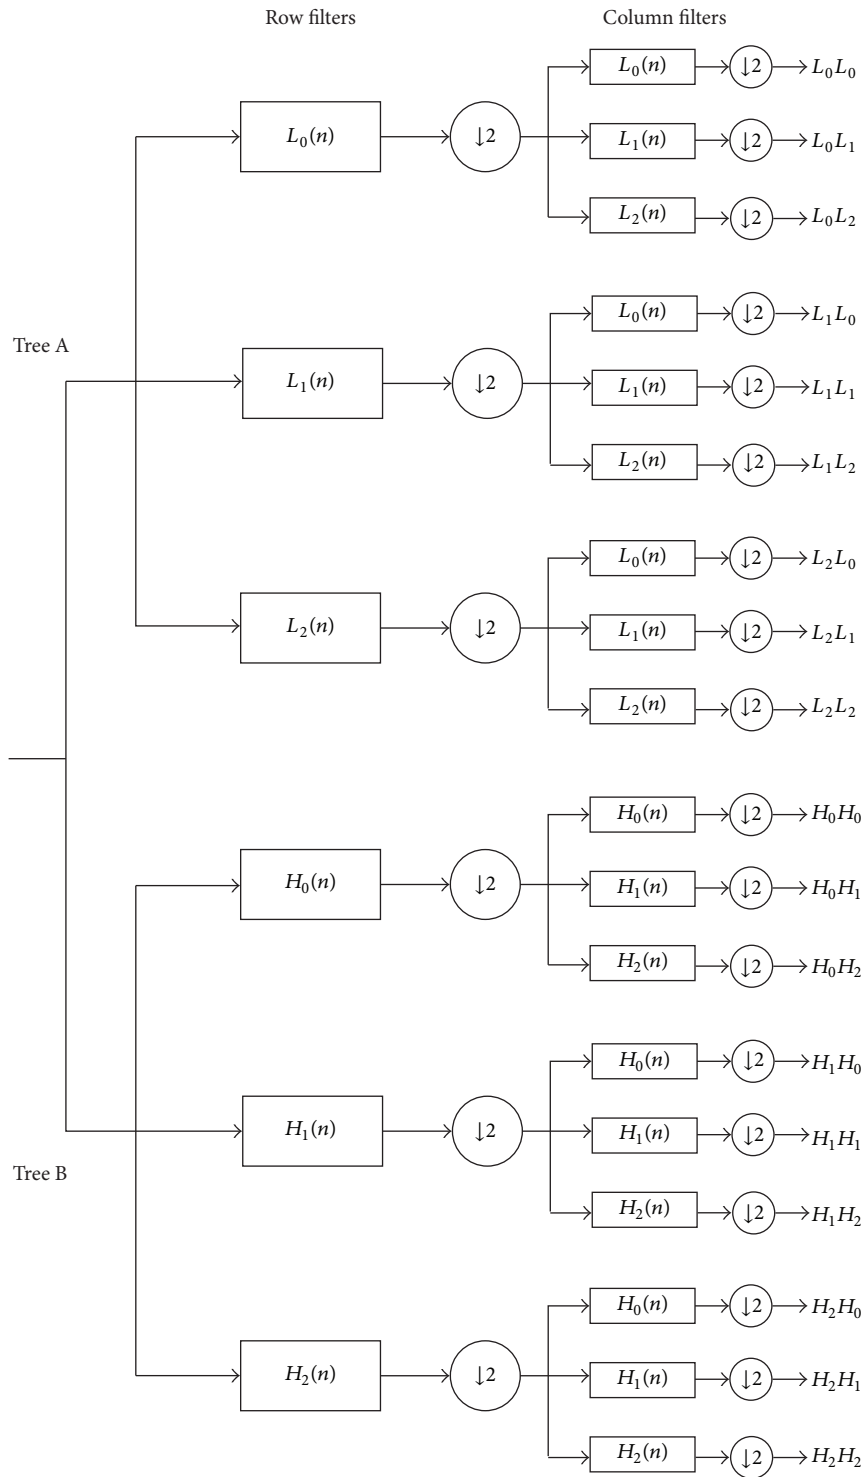 Row filters
Column filters
L₀(n)
↓2
L₀L₀
L₀(n)
↓2
L₁(n)
↓2
L₀L₁
L₂(n)
↓2
L₀L₂
Tree A
L₀(n)
↓2
L₁L₀
L₁(n)
↓2
L₁(n)
↓2
L₁L₁
L₂(n)
↓2
L₁L₂
L₀(n)
↓2
L₂L₀
L₂(n)
↓2
L₁(n)
↓2
L₂L₁
L₂(n)
↓2
L₂L₂
H₀(n)
↓2
H₀H₀
H₀(n)
↓2
H₁(n)
↓2
H₀H₁
H₂(n)
↓2
H₀H₂
H₀(n)
↓2
H₁H₀
H₁(n)
↓2
H₁(n)
↓2
H₁H₁
Tree B
H₂(n)
↓2
H₁H₂
H₀(n)
↓2
H₂H₀
H₂(n)
↓2
H₁(n)
↓2
H₂H₁
H₂(n)
↓2
H₂H₂